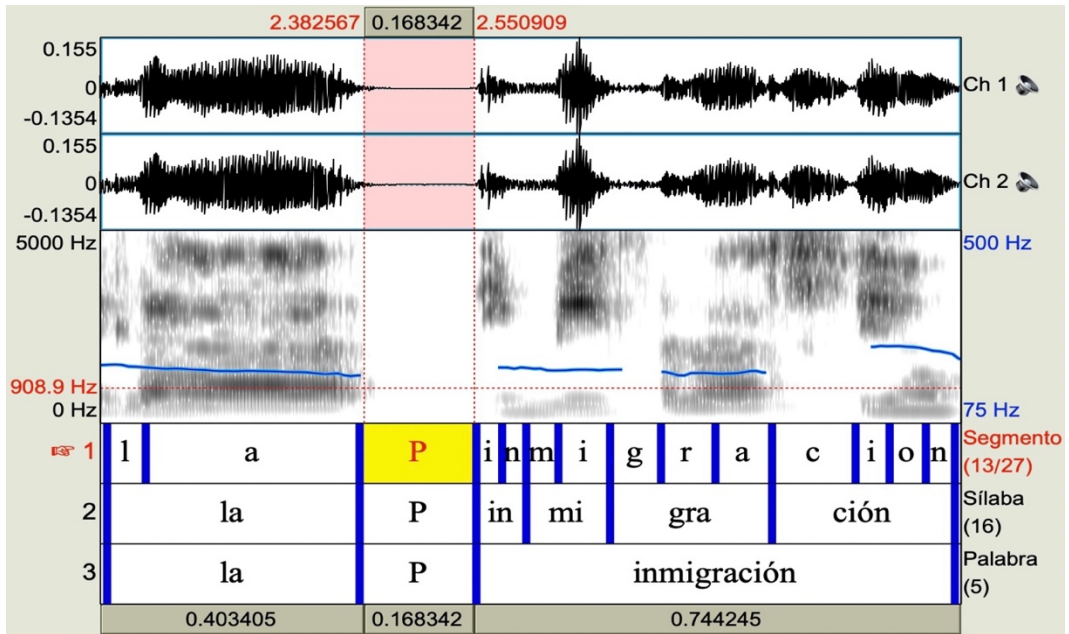 2.382567 0.168342 2.550909
0.155
0
-0.1354
Ch 1
0.155
0
-0.1354
Ch 2
5000 Hz 500 Hz
908.9 Hz
0 Hz 75 Hz
1 l a P i n m i g r a c i o n Segmento
(13/27)
2 la P in mi gra ción Sílaba
(16)
3 la P inmigración Palabra
(5)
0.403405 0.168342 0.744245